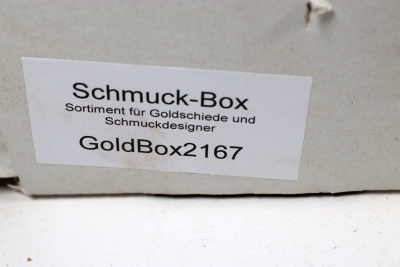 Schmuck-Box
Sortiment für Goldschiede und
Schmuckdesigner
GoldBox2167